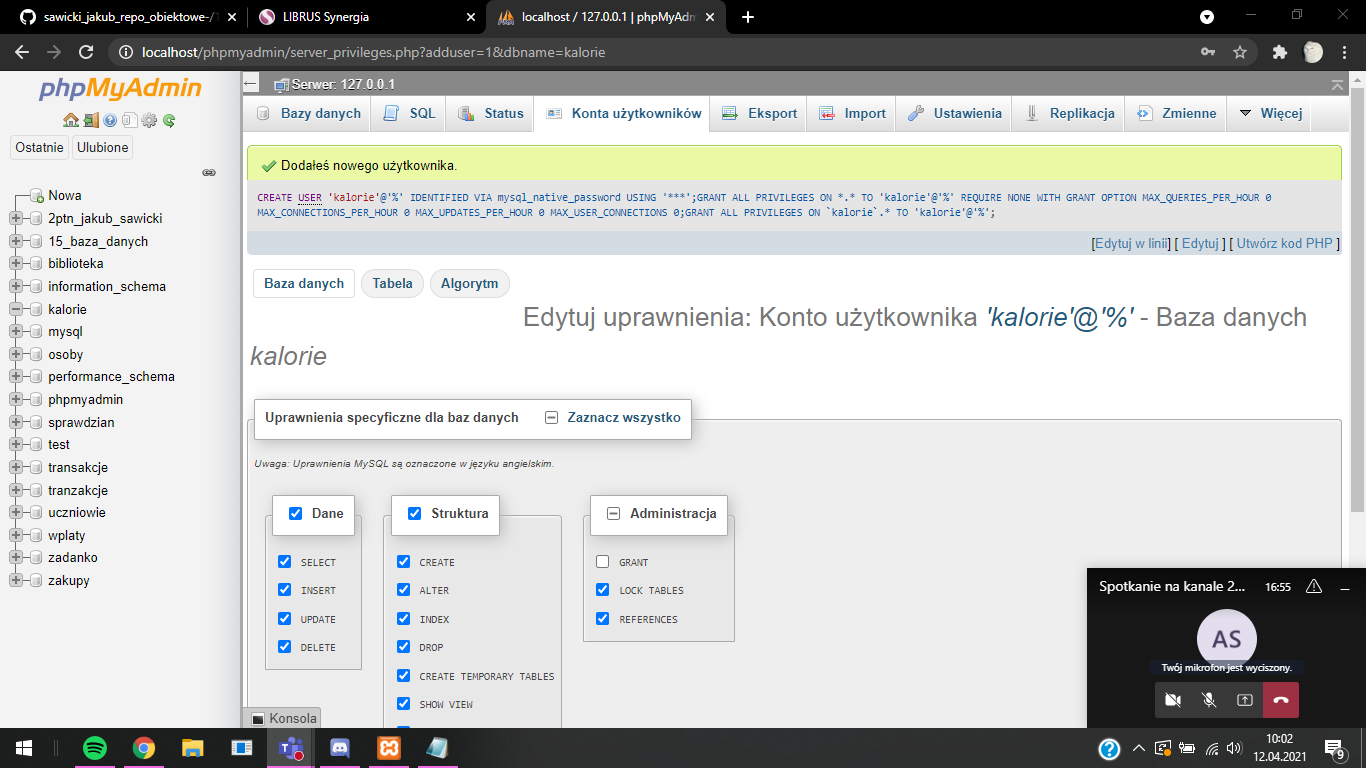 sawicki_jakub_repo_obiektowe-/
LIBRUS Synergia
localhost / 127.0.0.1 | phpMyAdm
localhost/phpmyadmin/server_privileges.php?adduser=1&dbname=kalorie
phpMyAdmin
Ostatnie
Ulubione
Nowa
2ptn_jakub_sawicki
15_baza_danych
biblioteka
information_schema
kalorie
mysql
osoby
performance_schema
phpmyadmin
sprawdzian
test
transakcje
tranzakcje
uczniowie
wplaty
zadanko
zakupy
Serwer: 127.0.0.1
Bazy danych
SQL
Status
Konta użytkowników
Eksport
Import
Ustawienia
Replikacja
Zmienne
Więcej
Dodałeś nowego użytkownika.
CREATE USER 'kalorie'@'%' IDENTIFIED VIA mysql_native_password USING '***';GRANT ALL PRIVILEGES ON *.* TO 'kalorie'@'%' REQUIRE NONE WITH GRANT OPTION MAX_QUERIES_PER_HOUR 0
MAX_CONNECTIONS_PER_HOUR 0 MAX_UPDATES_PER_HOUR 0 MAX_USER_CONNECTIONS 0;GRANT ALL PRIVILEGES ON `kalorie`.* TO 'kalorie'@'%';
[Edytuj w linii] [ Edytuj ] [ Utwórz kod PHP ]
Baza danych
Tabela
Algorytm
Edytuj uprawnienia: Konto użytkownika 'kalorie'@'%' - Baza danych
kalorie
Uprawnienia specyficzne dla baz danych
Zaznacz wszystko
Uwaga: Uprawnienia MySQL są oznaczone w języku angielskim.
Dane
SELECT
INSERT
UPDATE
DELETE
Struktura
CREATE
ALTER
INDEX
DROP
CREATE TEMPORARY TABLES
SHOW VIEW
Administracja
GRANT
LOCK TABLES
REFERENCES
Konsola
Spotkanie na kanale 2...
16:55
AS
Twój mikrofon jest wyciszony.
10:02
12.04.2021
9